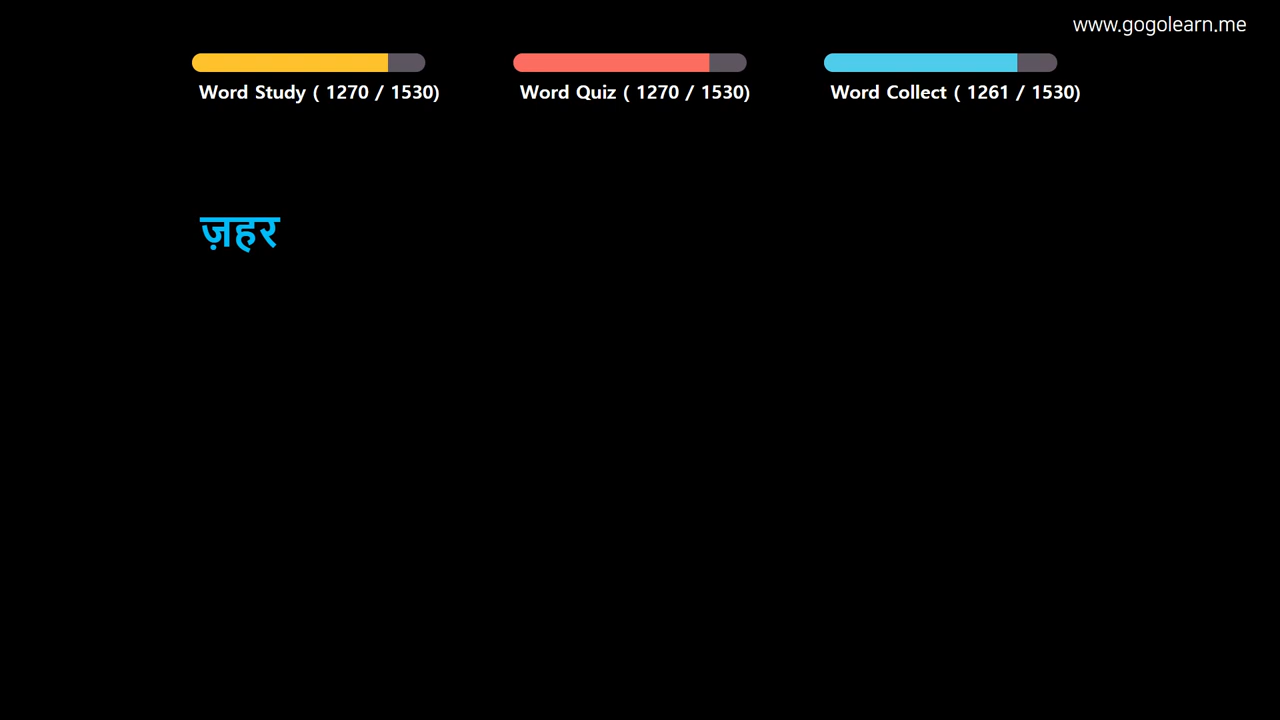 www.gogolearn.me
Word Study ( 1270 / 1530)
Word Quiz ( 1270 / 1530)
Word Collect ( 1261 / 1530)
ज़हर